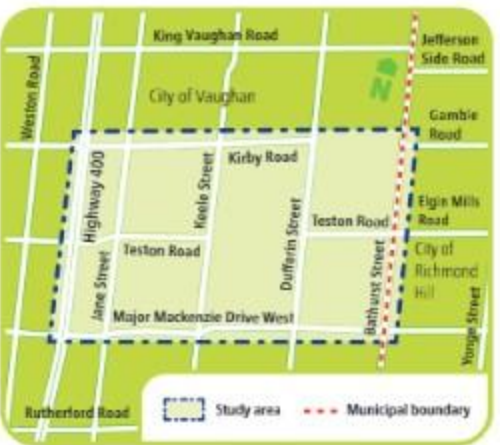 King Vaughan Road
Jefferson
Side Road
Weston Road
City of Vaughan
N
Gamble
Road
Highway 400
Keele Street
Kirby Road
Elgin Mills
Road
Teston Road
Dufferin Street
Teston Road
Jane Street
Bathurst Street
City of
Richmond
Hill
Major Mackenzie Drive West
Yonge Street
Rutherford Road
Study area
Municipal boundary